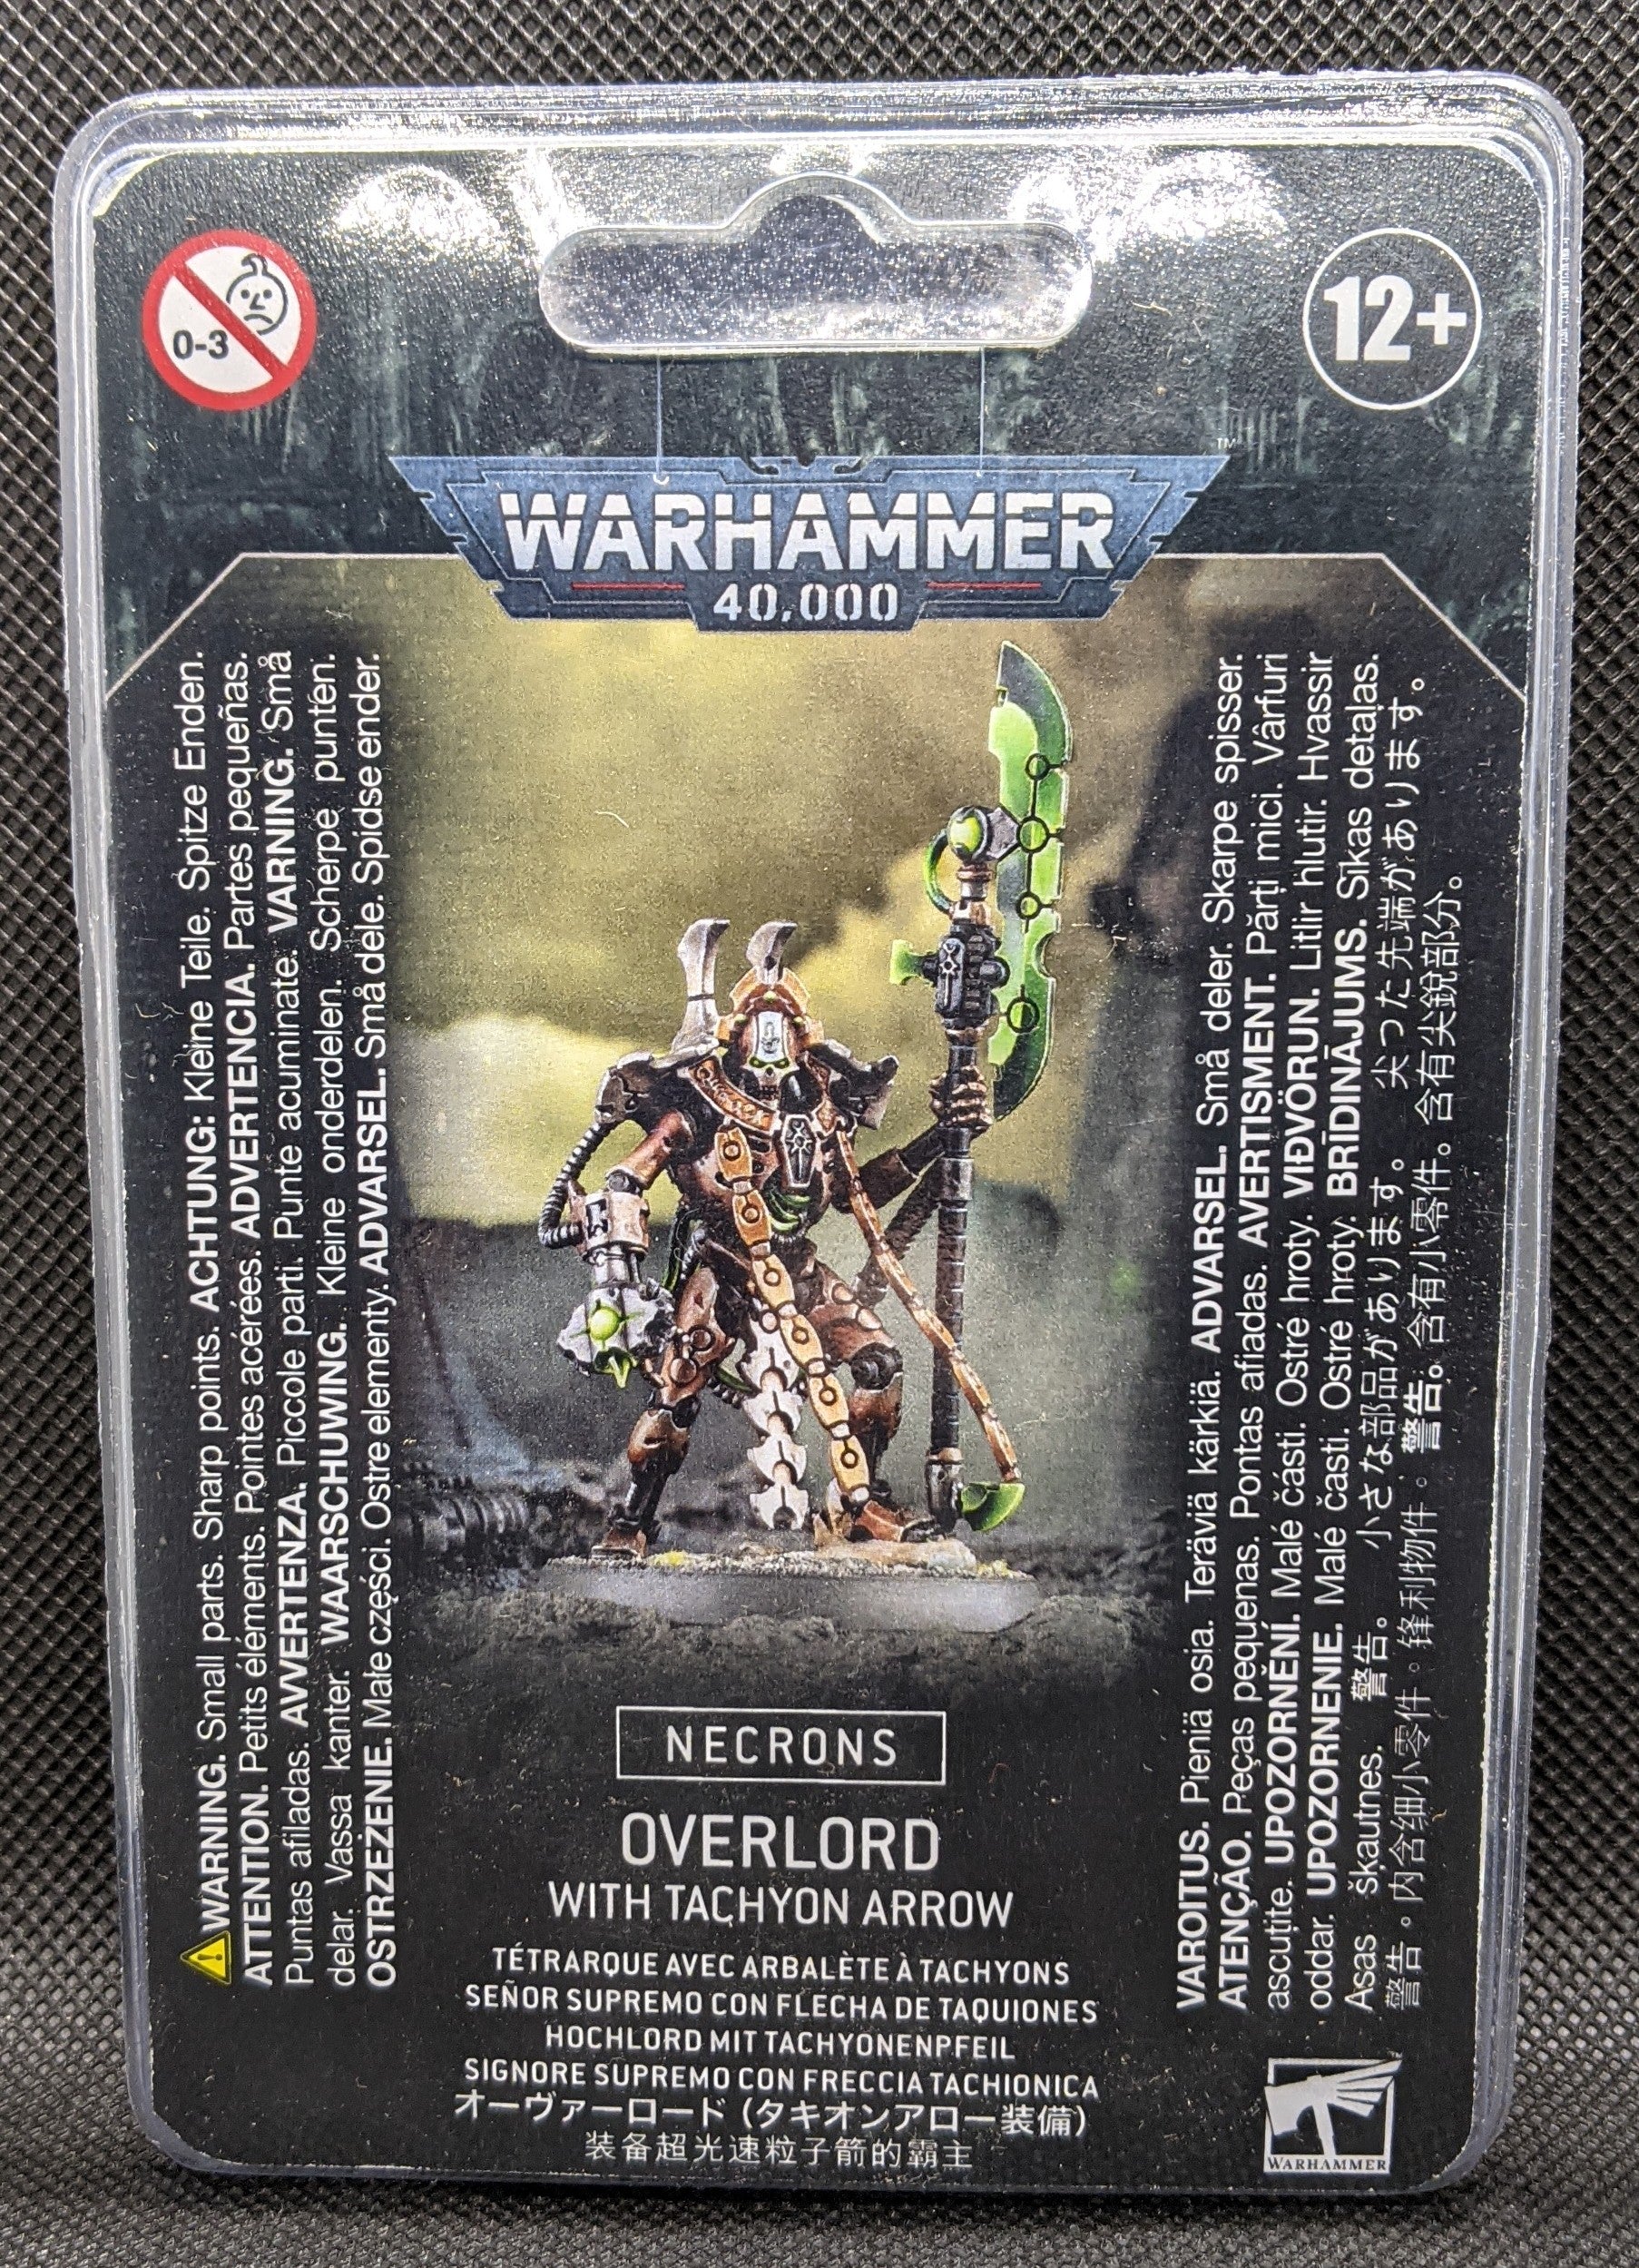 0-3
12+
WARHAMMER™
40,000
⚠WARNING. Small parts. Sharp points. ACHTUNG: Kleine Teile. Spitze Enden.
ATTENTION. Petits éléments. Pointes acérées. ADVERTENCIA. Partes pequeñas.
Puntas afiladas. AVVERTENZA. Piccole parti. Punte acuminate. VARNING. Små
delar. Vassa kanter. WAARSCHUWING. Kleine onderdelen. Scherpe punten.
OSTRZEŻENIE. Małe części. Ostre elementy. ADVARSEL. Små dele. Spidse ender.
VAROITUS. Pieniä osia. Teräviä kärkiä. ADVARSEL. Små deler. Skarpe spisser.
ATENÇÃO. Peças pequenas. Pontas afiadas. AVERTISMENT. Părți mici. Vârfuri
ascuțite. UPOZORNĚNÍ. Malé části. Ostré hroty. VIÐVÖRUN. Litlir hlutir. Hvassir
oddar. UPOZORNENIE. Malé časti. Ostré hroty. BRĪDINĀJUMS. Sīkas detaļas.
Asas šķautnes. 警告。 小さな部品があります。 尖った先端があります。
警告。内含细小零件。锋利物件。警告。含有小零件。含有尖銳部分。
NECRONS
OVERLORD
WITH TACHYON ARROW
TÉTRARQUE AVEC ARBALÈTE À TACHYONS
SEÑOR SUPREMO CON FLECHA DE TAQUIONES
HOCHLORD MIT TACHYONENPFEIL
SIGNORE SUPREMO CON FRECCIA TACHIONICA
オーヴァーロード (タキオンアロー装備)
装备超光速粒子箭的霸主
WARHAMMER